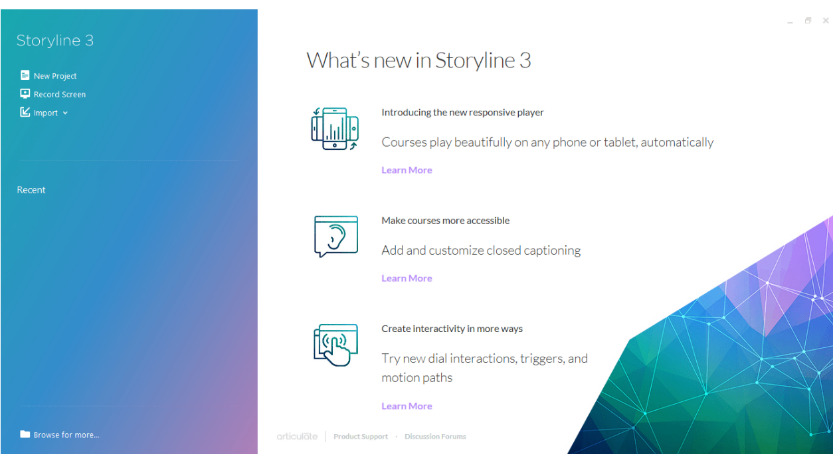 Storyline 3
New Project
Record Screen
Import
Recent
Browse for more...
What's new in Storyline 3
Introducing the new responsive player
Courses play beautifully on any phone or tablet, automatically
Learn More
Make courses more accessible
Add and customize closed captioning
Learn More
Create interactivity in more ways
Try new dial interactions, triggers, and
motion paths
Learn More
articulate | Product Support · Discussion Forums